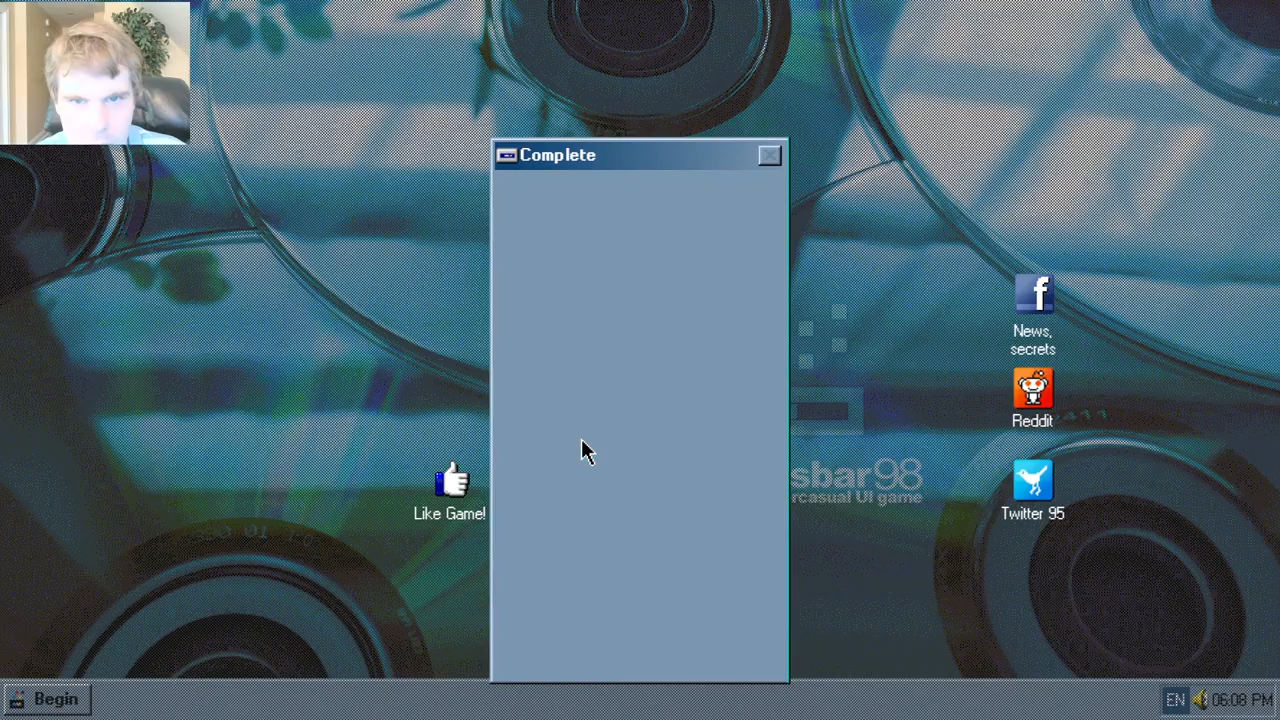 Complete
News,
secrets
Reddit
sbar98
rcasual UI game
Like Game!
Twitter 95
Begin
EN
06:08 PM